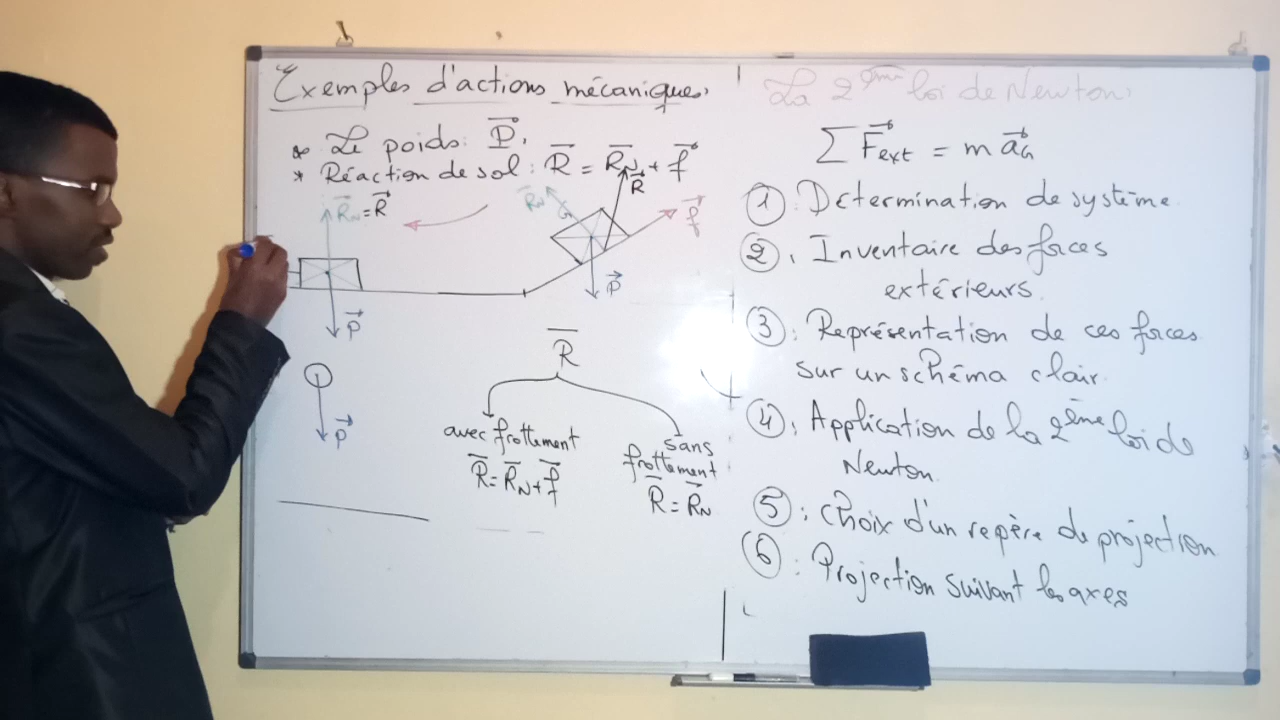 Exemples d'actions mécaniques.
* Le poids: P⃗.
* Réaction de sol: R⃗ = R⃗N + f⃗
R⃗N = R⃗
P⃗
R⃗N
R⃗
f⃗
G
P⃗
P⃗
R⃗
avec frottement
R⃗ = R⃗N + f⃗
sans
frottement
R⃗ = R⃗N
La 2ème loi de Newton:
∑F⃗ext = m a⃗G
① Determination de système
②. Inventaire des forces
extérieurs.
③: Représentation de ces forces
sur un schéma clair.
④. Application de la 2ème loi de
Newton.
⑤: Choix d'un repère de projection
⑥: Projection suivant les axes